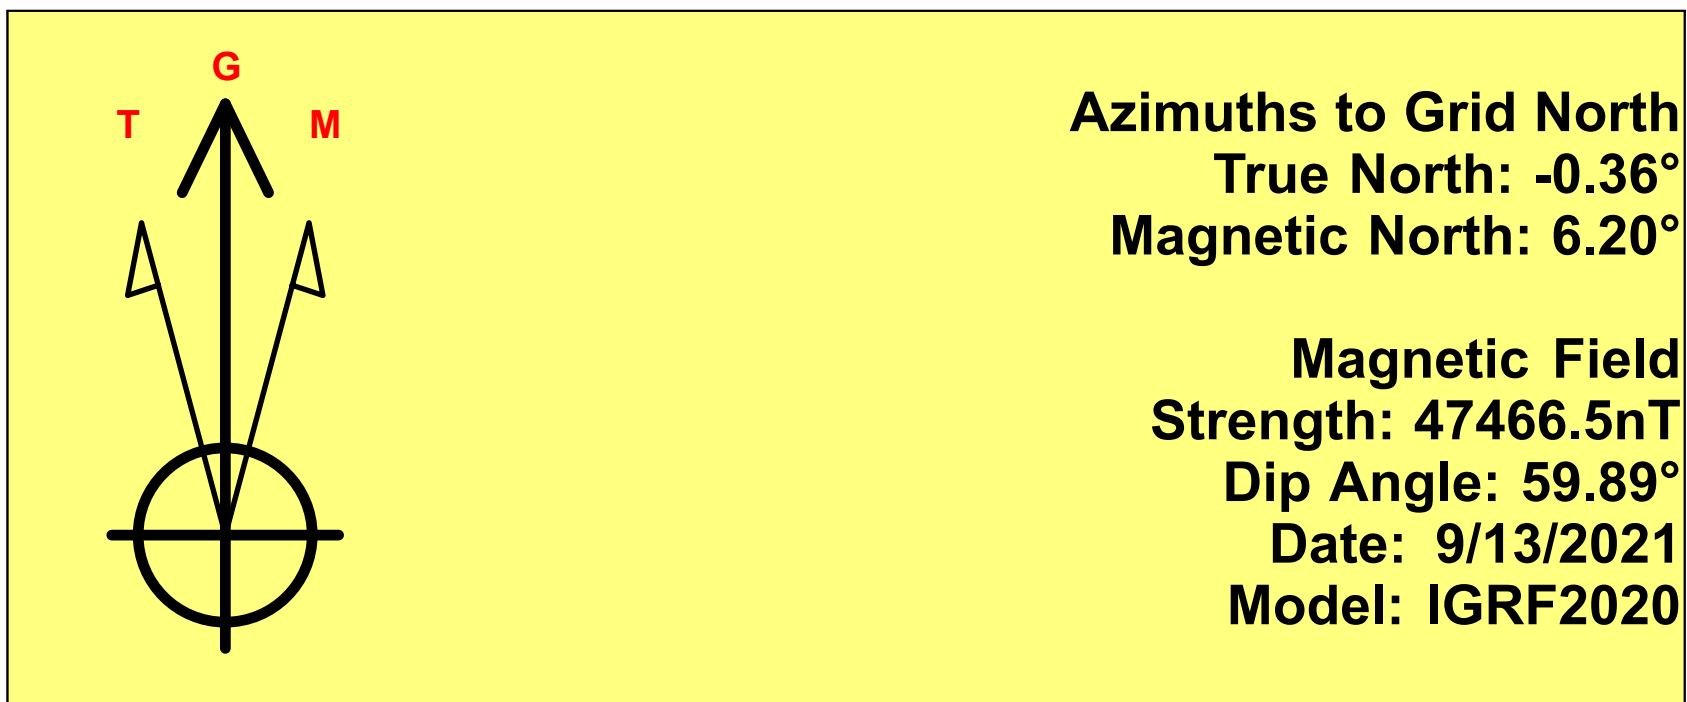 G
T
M
Azimuths to Grid North
True North: -0.36°
Magnetic North: 6.20°
Magnetic Field
Strength: 47466.5nT
Dip Angle: 59.89°
Date: 9/13/2021
Model: IGRF2020